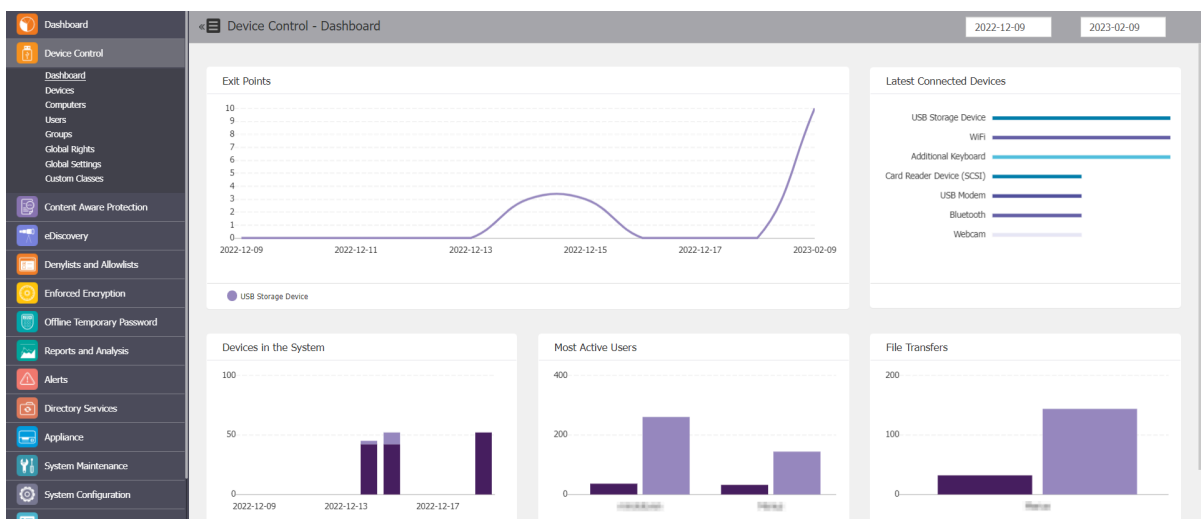 Dashboard
Device Control
Dashboard
Devices
Computers
Users
Groups
Global Rights
Global Settings
Custom Classes
Content Aware Protection
eDiscovery
Denylists and Allowlists
Enforced Encryption
Offline Temporary Password
Reports and Analysis
Alerts
Directory Services
Appliance
System Maintenance
System Configuration
« Device Control - Dashboard
2022-12-09 2023-02-09
Exit Points
10
9
8
7
6
5
4
3
2
1
0
2022-12-09 2022-12-11 2022-12-13 2022-12-15 2022-12-17 2023-02-09
USB Storage Device
Latest Connected Devices
USB Storage Device
WiFi
Additional Keyboard
Card Reader Device (SCSI)
USB Modem
Bluetooth
Webcam
Devices in the System
100
50
0
2022-12-09 2022-12-13 2022-12-17
Most Active Users
400
200
0
File Transfers
200
100
0